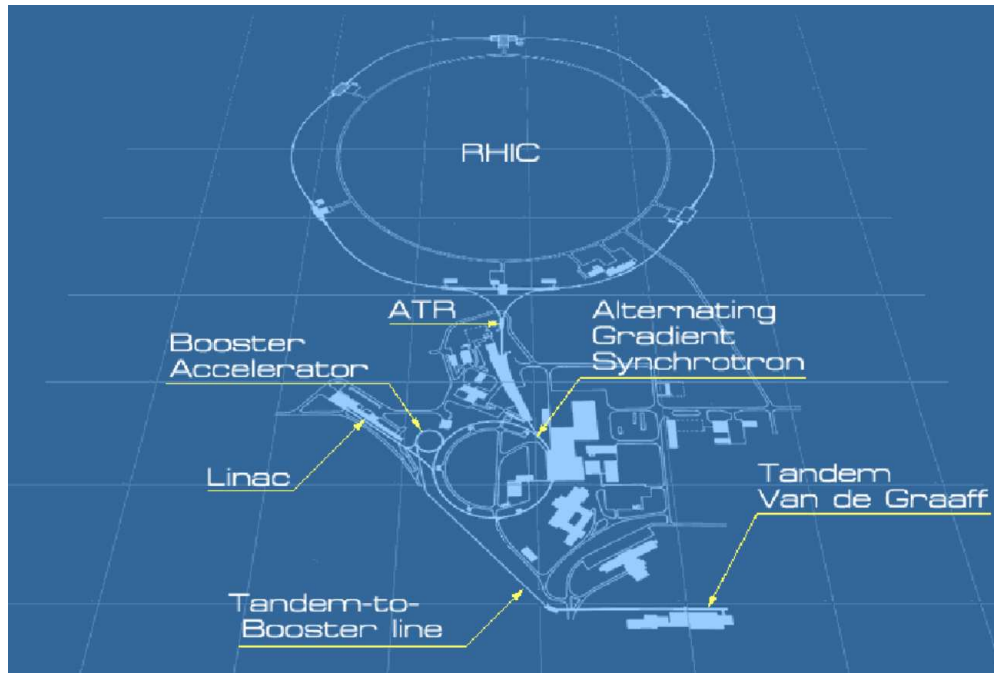 RHIC
ATR
Alternating
Gradient
Synchrotron
Booster
Accelerator
Linac
Tandem
Van de Graaff
Tandem-to-
Booster line